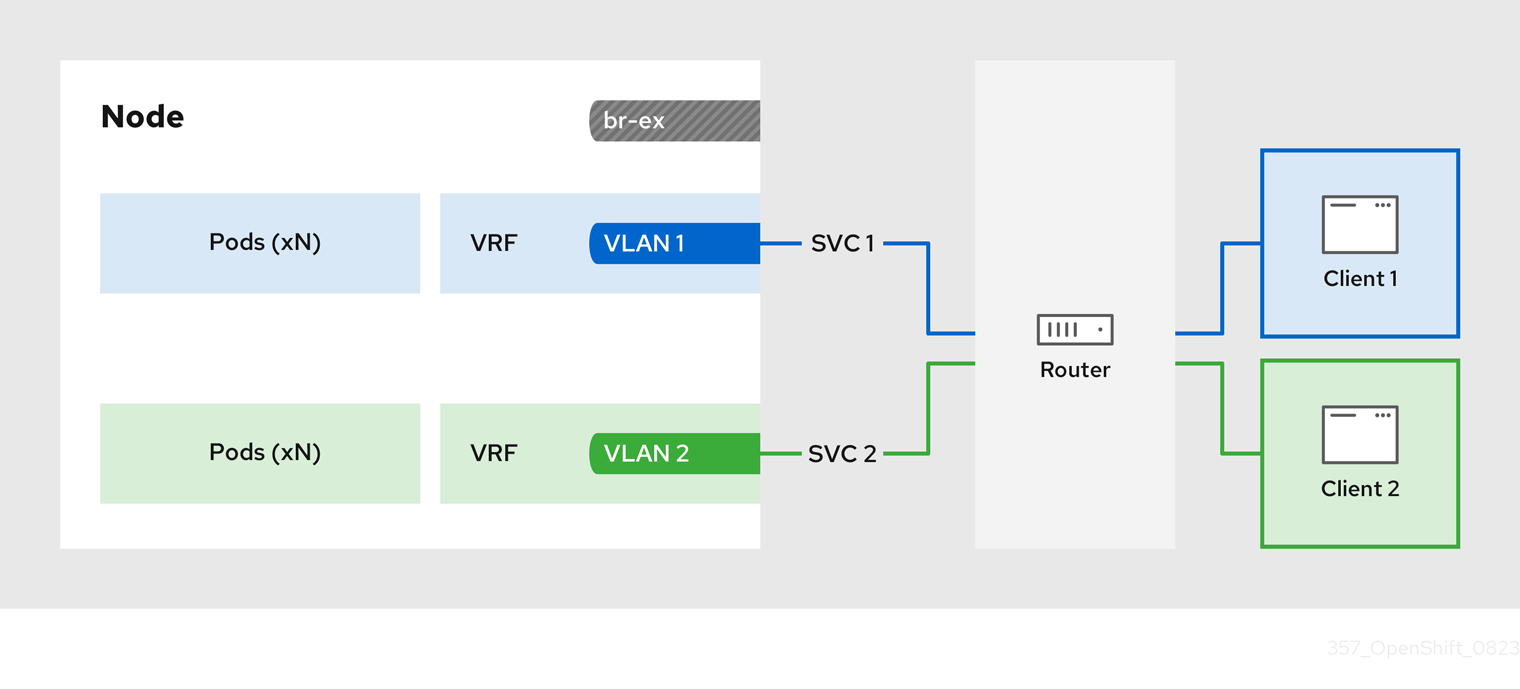 Node
br-ex
Pods (xN)
VRF
VLAN 1
SVC 1
Client 1
Router
Pods (xN)
VRF
VLAN 2
SVC 2
Client 2
357_OpenShift_0823